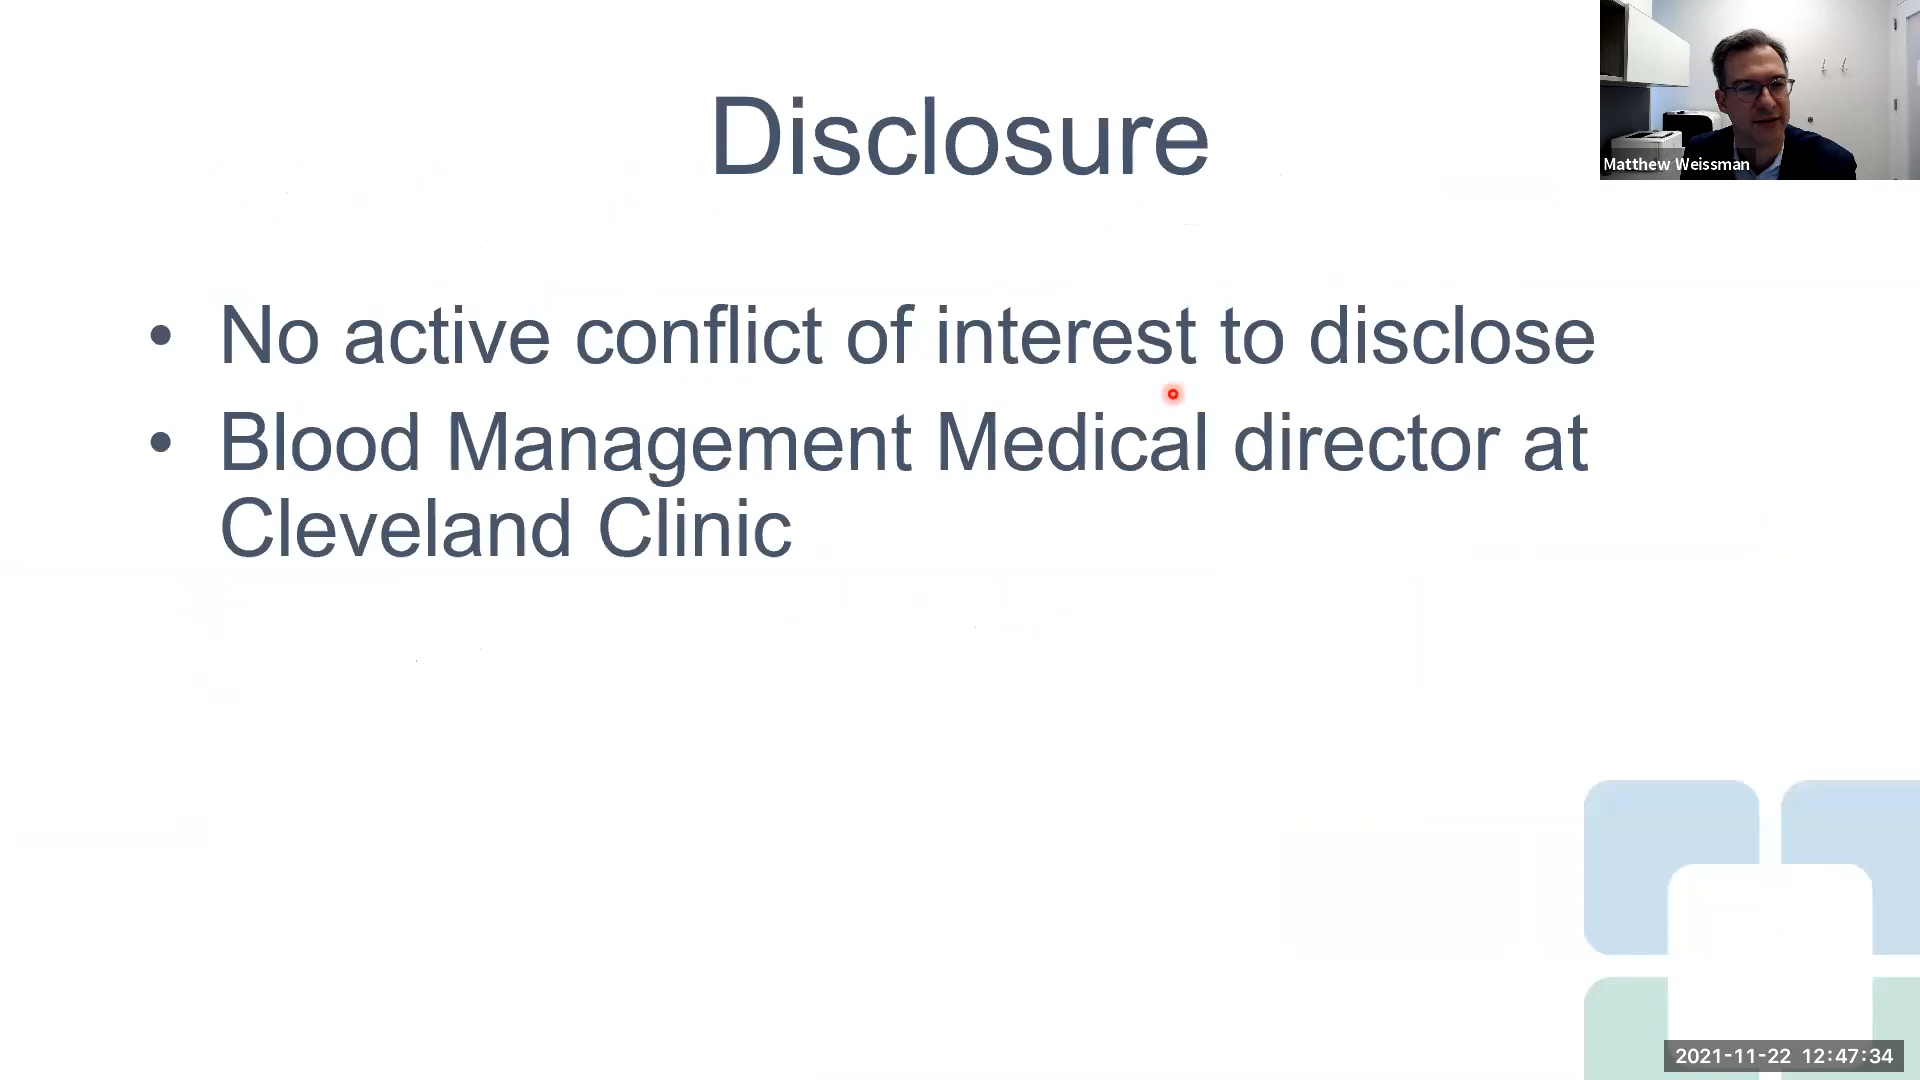 Disclosure
Matthew Weissman
• No active conflict of interest to disclose
• Blood Management Medical director at
Cleveland Clinic
2021-11-22 12:47:34